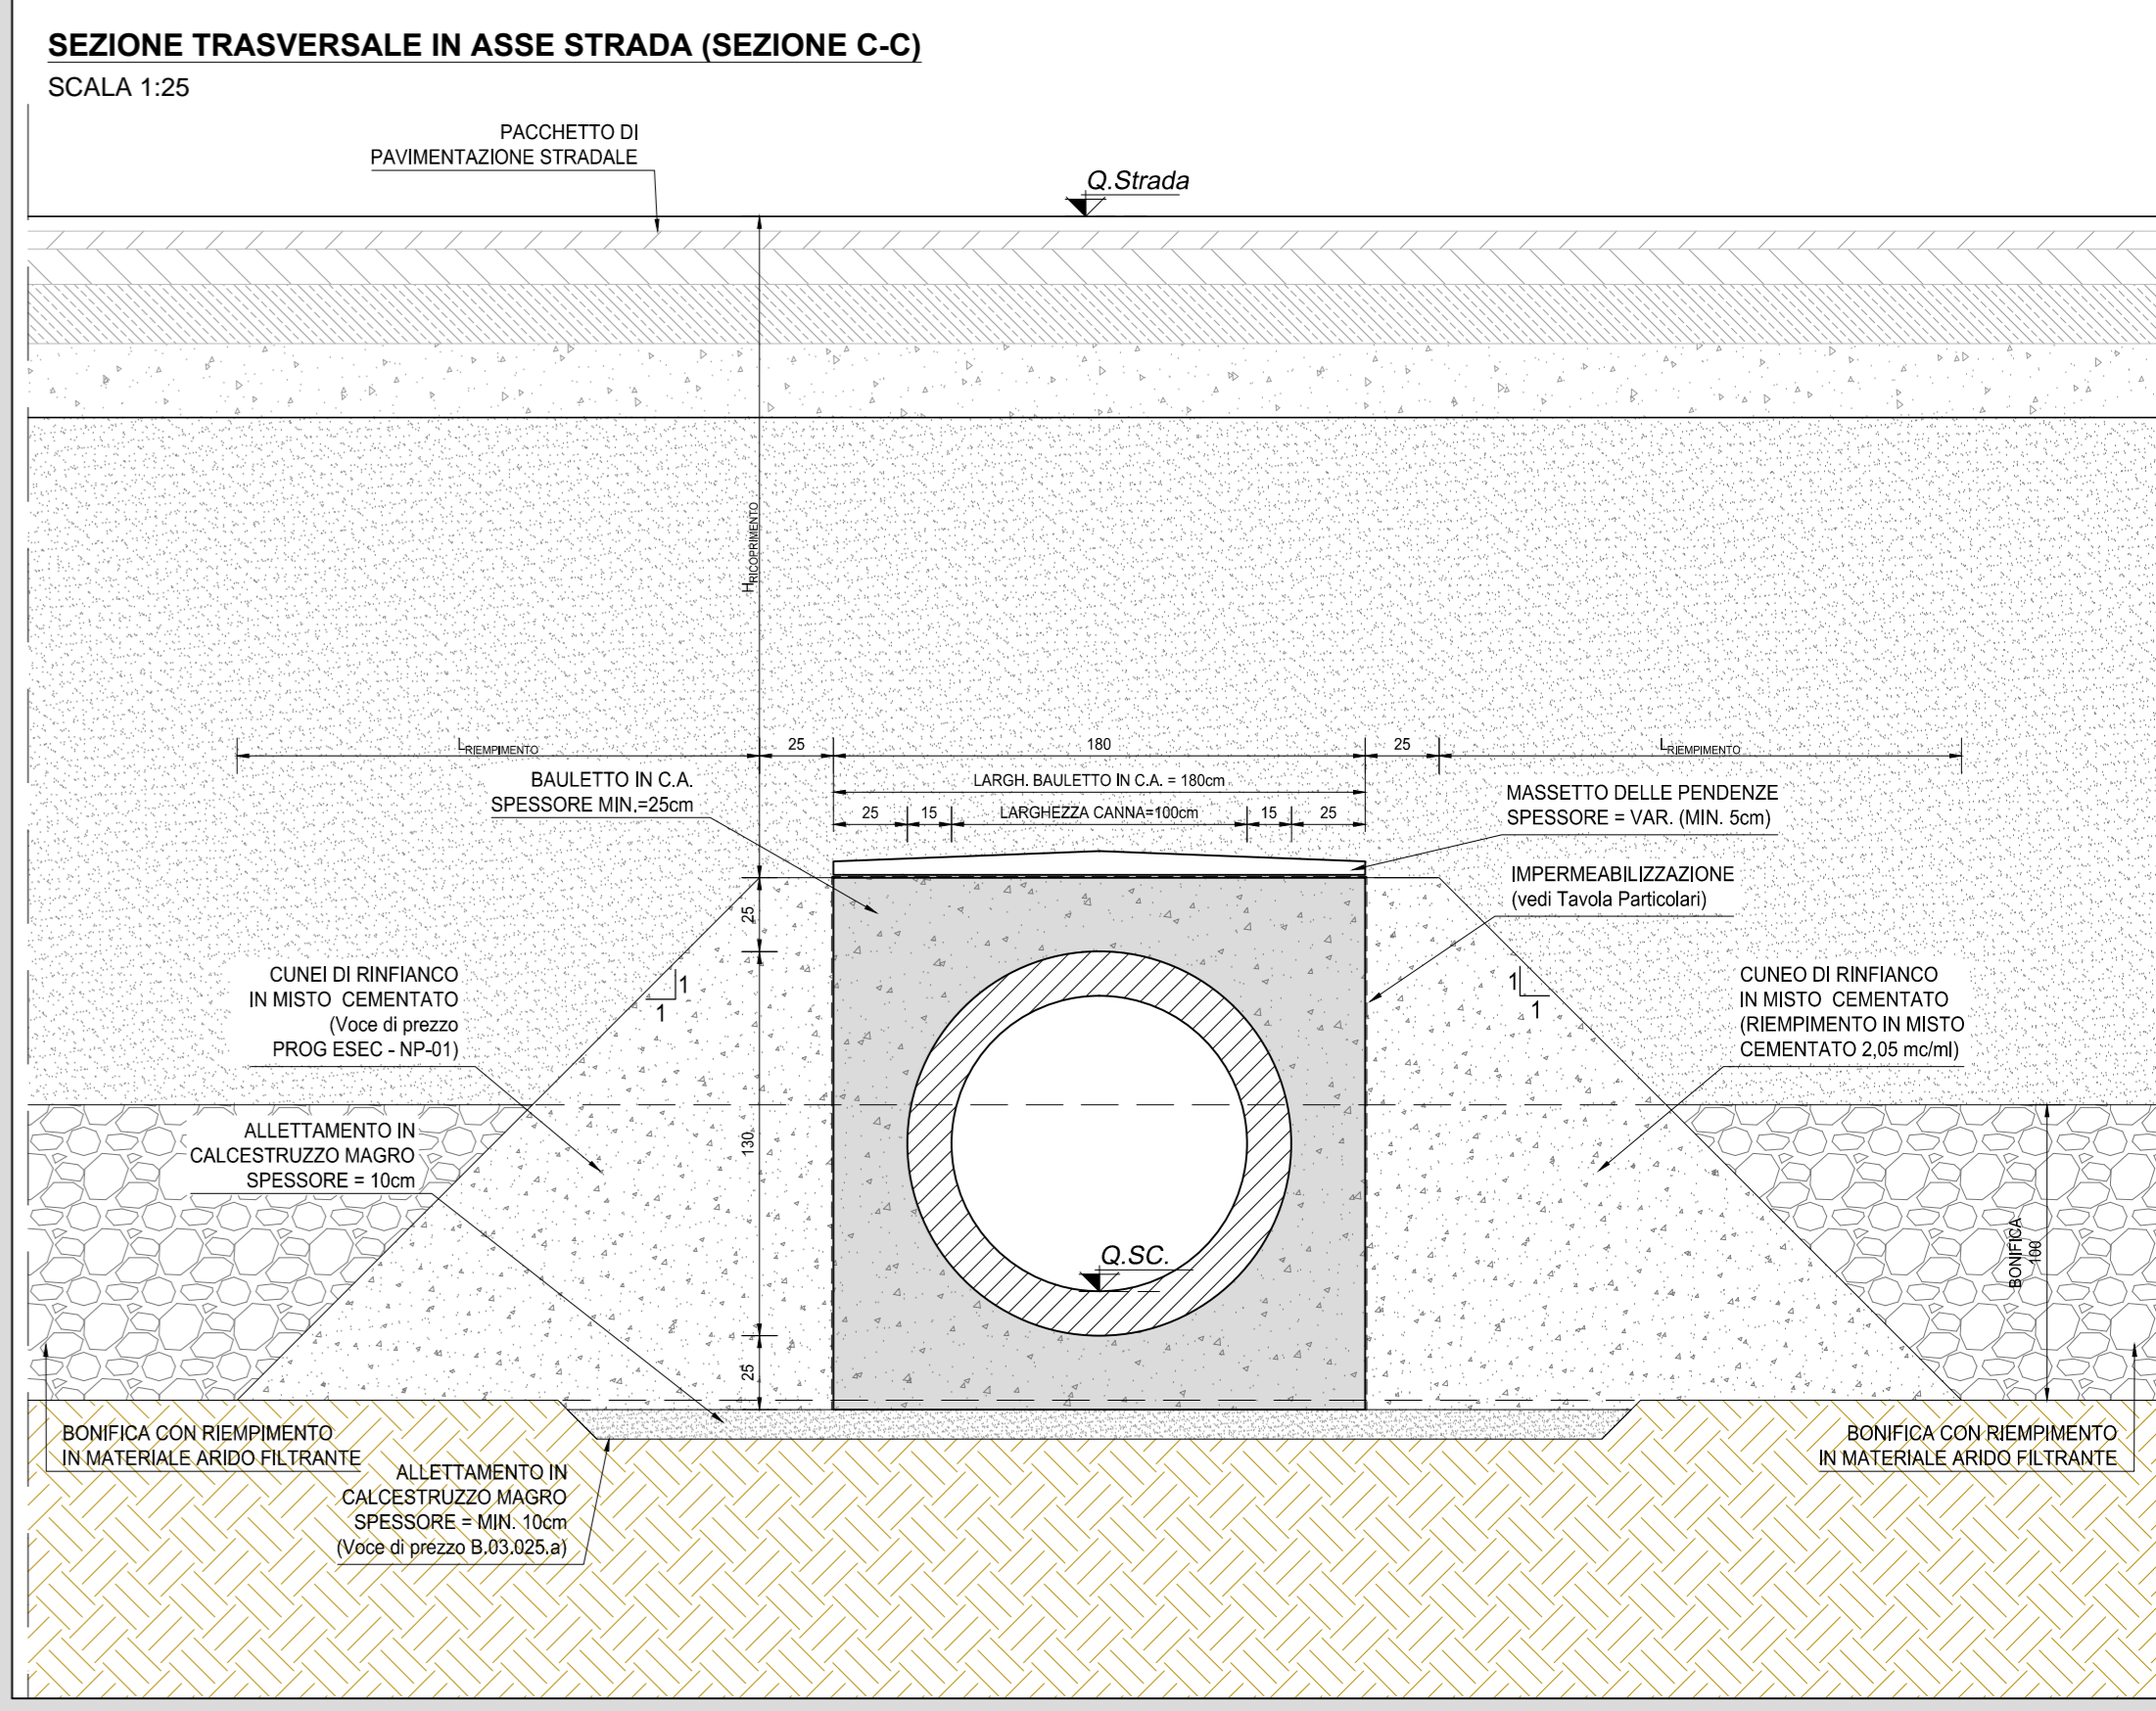 SEZIONE TRASVERSALE IN ASSE STRADA (SEZIONE C-C)
SCALA 1:25
PACCHETTO DI
PAVIMENTAZIONE STRADALE
Q.Strada
HRICOPRIMENTO
LRIEMPIMENTO
25
180
25
LRIEMPIMENTO
BAULETTO IN C.A.
SPESSORE MIN.=25cm
LARGH. BAULETTO IN C.A. = 180cm
25
15
LARGHEZZA CANNA=100cm
15
25
MASSETTO DELLE PENDENZE
SPESSORE = VAR. (MIN. 5cm)
IMPERMEABILIZZAZIONE
(vedi Tavola Particolari)
25
CUNEI DI RINFIANCO
IN MISTO CEMENTATO
(Voce di prezzo
PROG ESEC - NP-01)
1
1
1
1
CUNEO DI RINFIANCO
IN MISTO CEMENTATO
(RIEMPIMENTO IN MISTO
CEMENTATO 2,05 mc/ml)
ALLETTAMENTO IN
CALCESTRUZZO MAGRO
SPESSORE = 10cm
130
Q.SC.
BONIFICA
100
25
BONIFICA CON RIEMPIMENTO
IN MATERIALE ARIDO FILTRANTE
BONIFICA CON RIEMPIMENTO
IN MATERIALE ARIDO FILTRANTE
ALLETTAMENTO IN
CALCESTRUZZO MAGRO
SPESSORE = MIN. 10cm
(Voce di prezzo B.03.025.a)